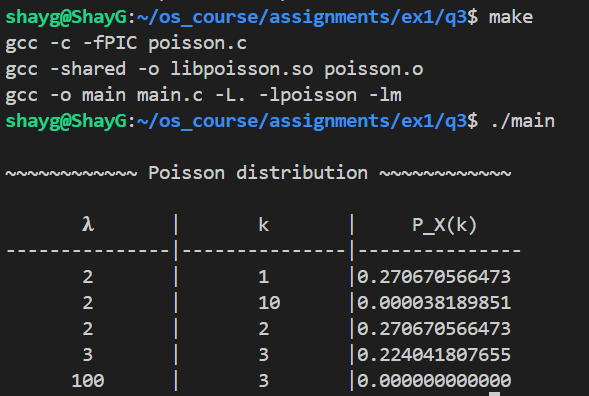 shayg@ShayG:~/os_course/assignments/ex1/q3$ make
gcc -c -fPIC poisson.c
gcc -shared -o libpoisson.so poisson.o
gcc -o main main.c -L. -lpoisson -lm
shayg@ShayG:~/os_course/assignments/ex1/q3$ ./main
~~~~~~~~~~~~ Poisson distribution ~~~~~~~~~~~~
λ | k | P_X(k)
---------------|---------------|---------------
2 | 1 |0.270670566473
2 | 10 |0.000038189851
2 | 2 |0.270670566473
3 | 3 |0.224041807655
100 | 3 |0.000000000000